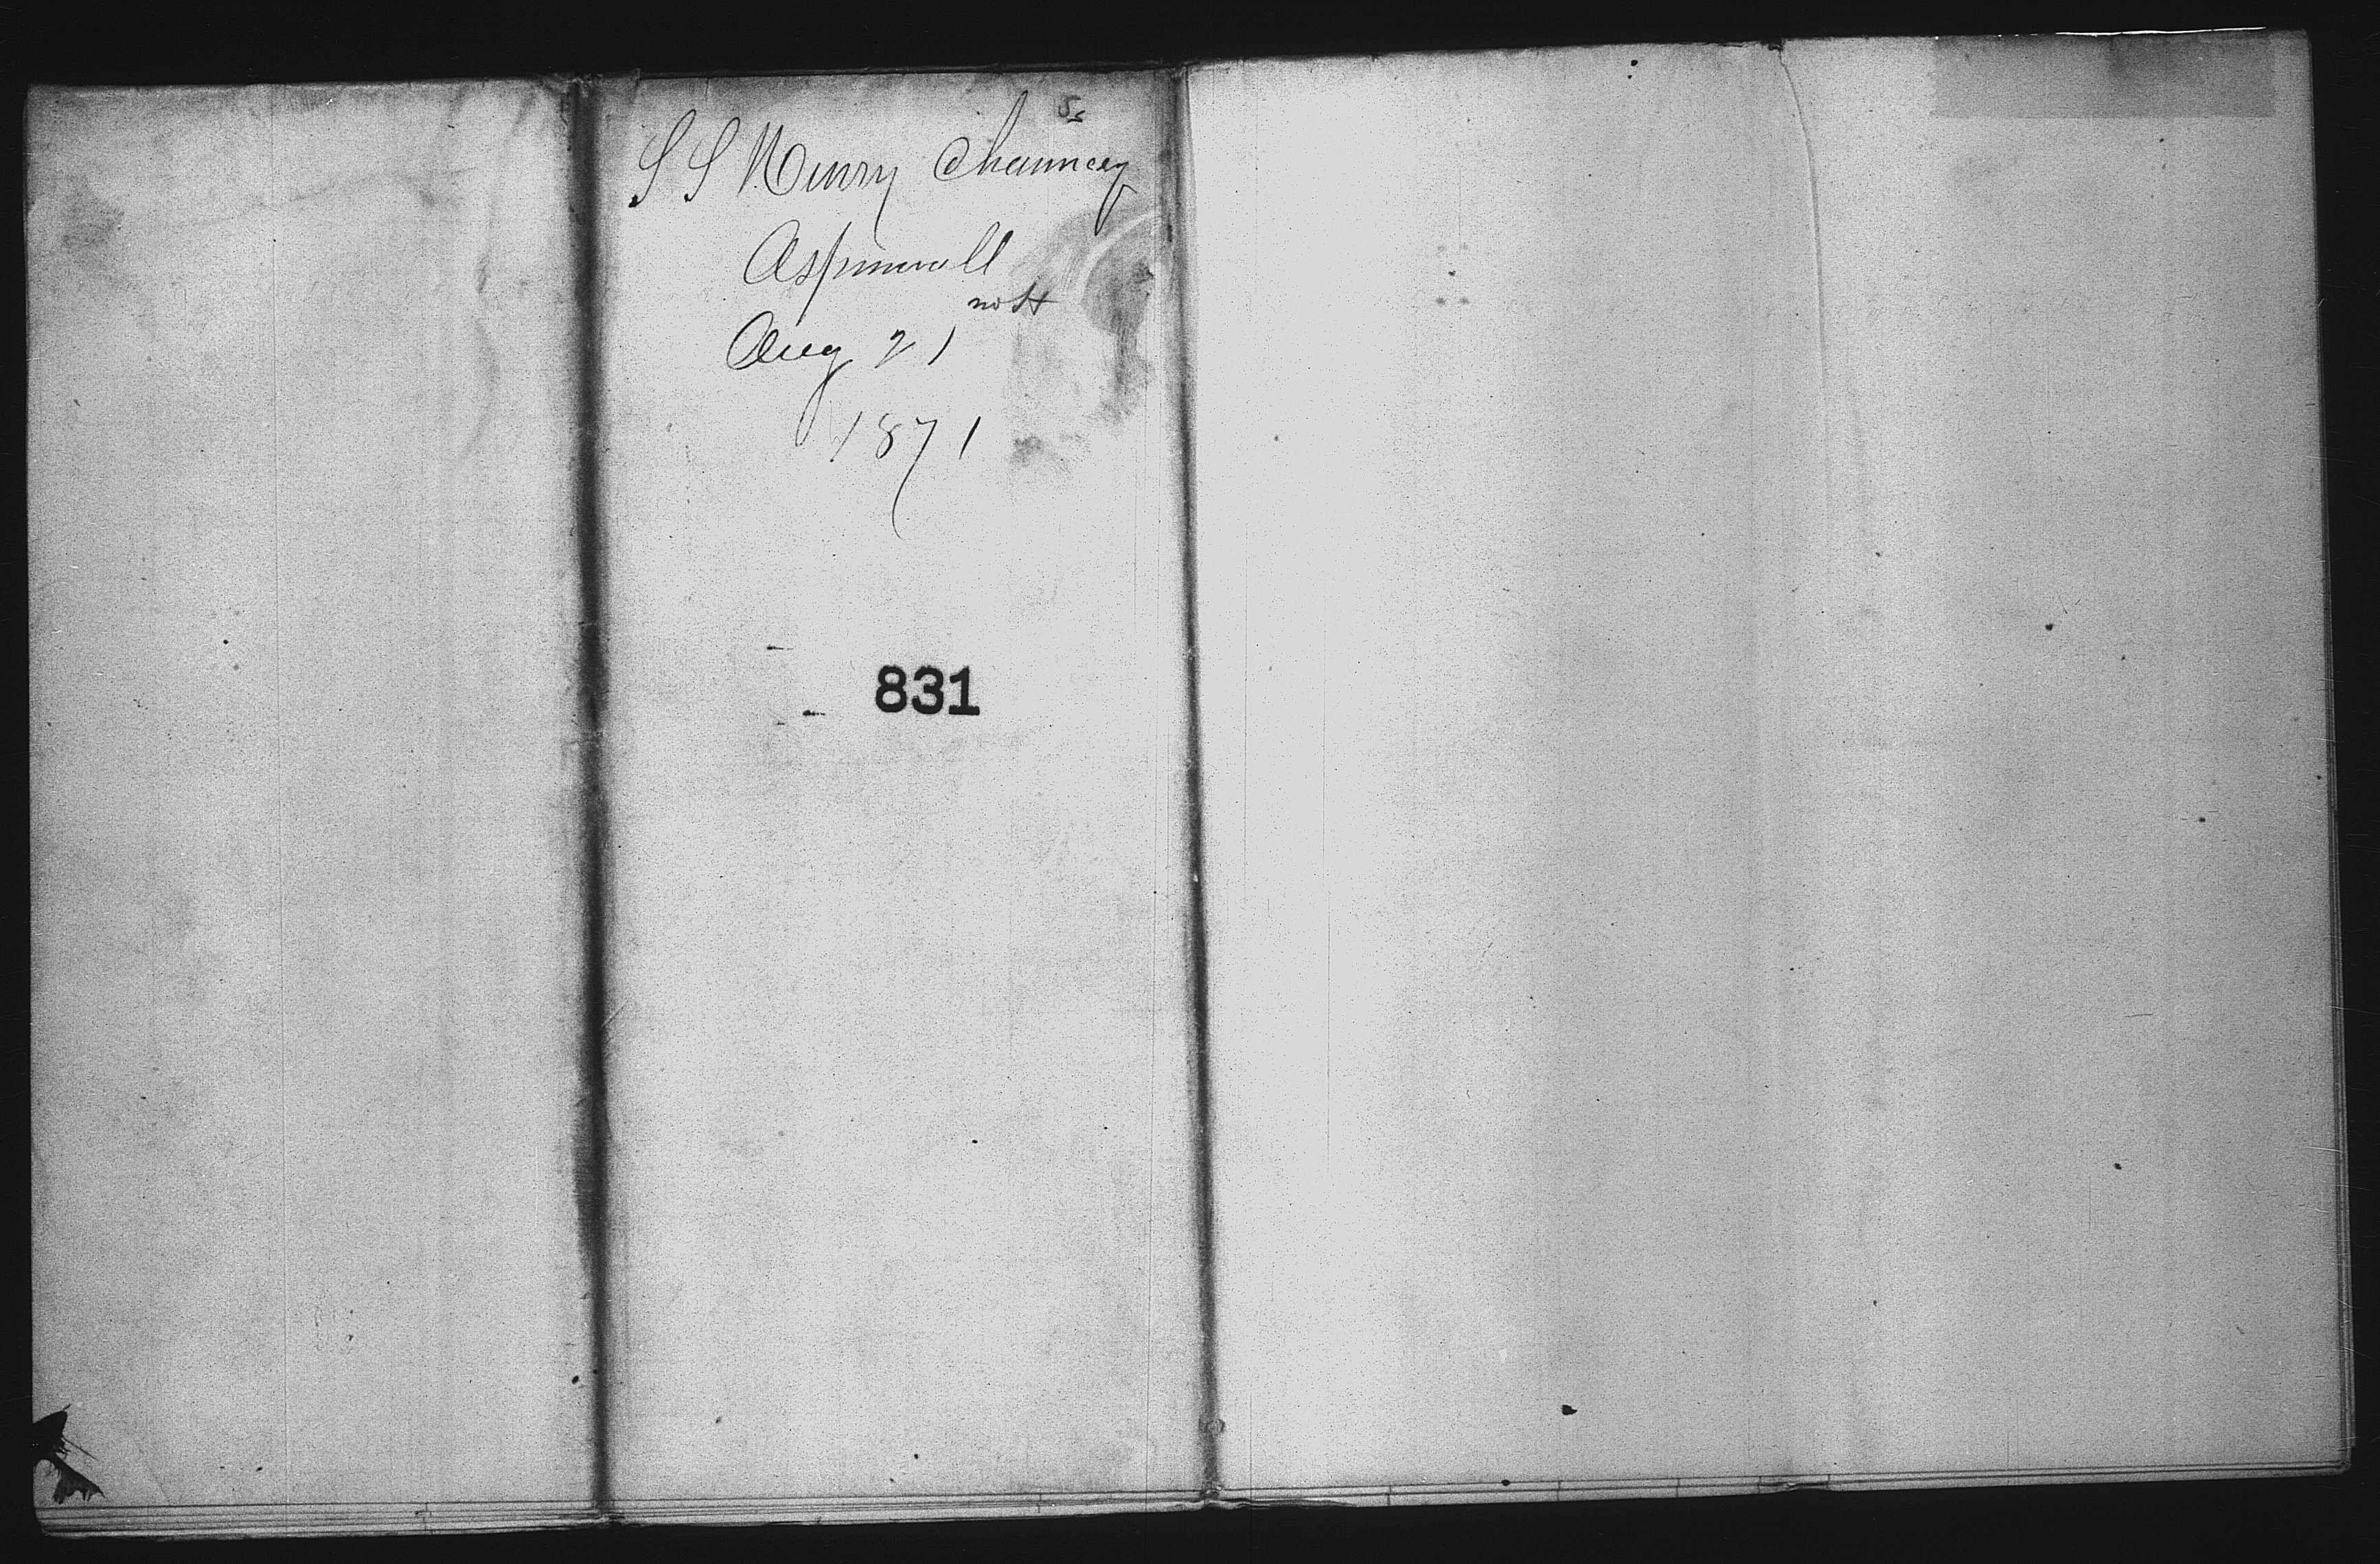 S S Henry Chauncey
Aspinwall
Aug 21
1871
831